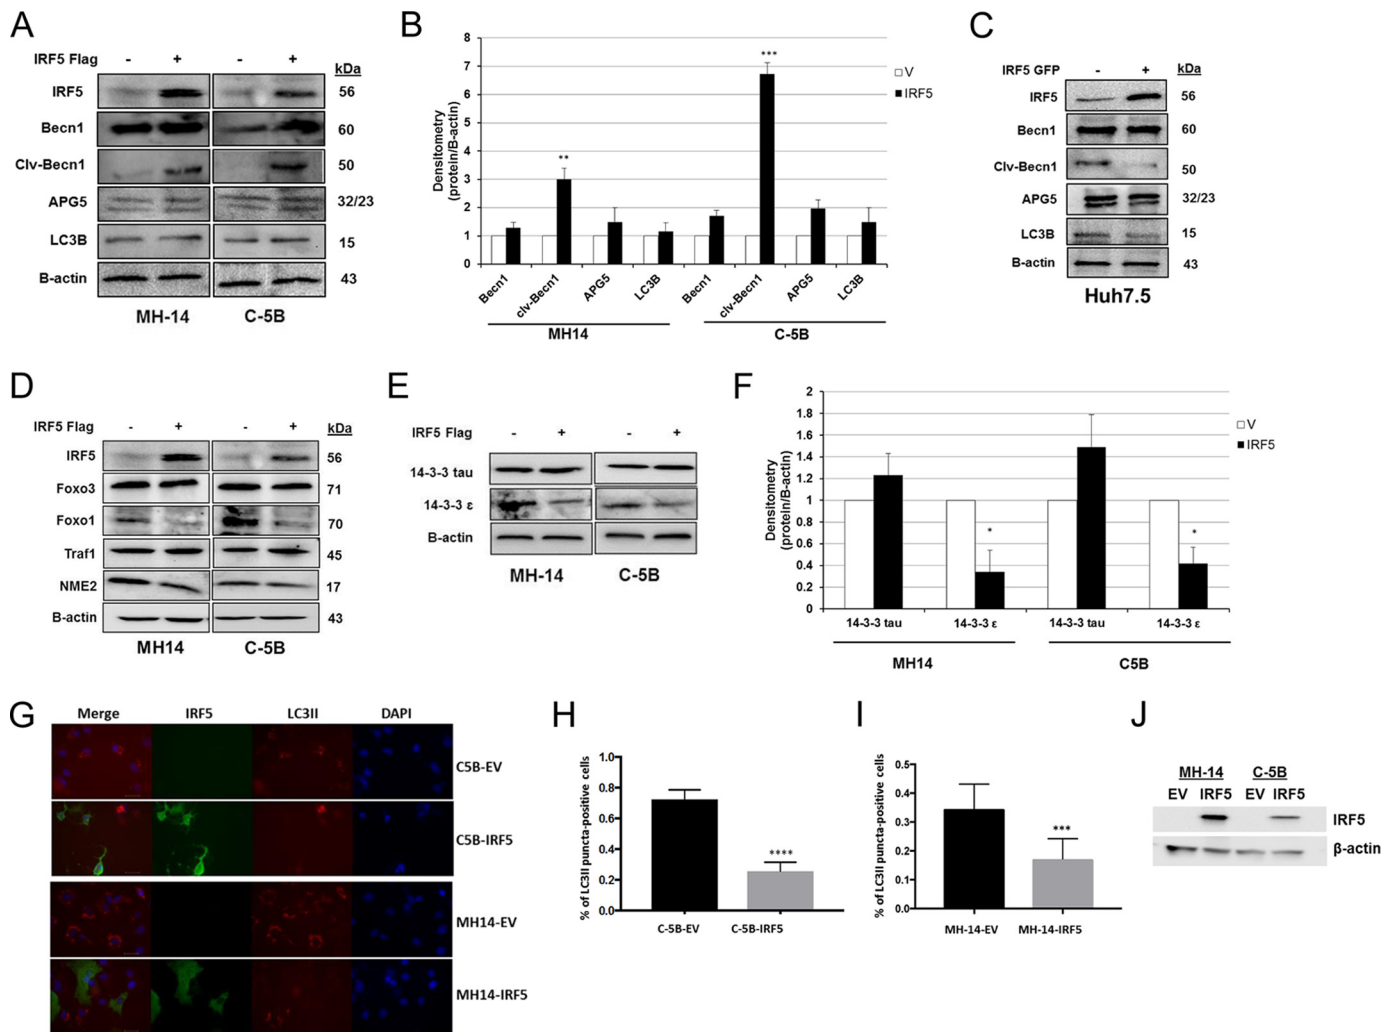 A
IRF5 Flag - + - + kDa
IRF5 56
Becn1 60
Clv-Becn1 50
APG5 32/23
LC3B 15
B-actin 43
MH-14 C-5B
B
Densitometry
(protein/B-actin)
8
7
6
5
4
3
2
1
0
**
***
V
IRF5
Becn1 clv-Becn1 APG5 LC3B Becn1 clv-Becn1 APG5 LC3B
MH14 C-5B
C
IRF5 GFP - + kDa
IRF5 56
Becn1 60
Clv-Becn1 50
APG5 32/23
LC3B 15
B-actin 43
Huh7.5
D
IRF5 Flag - + - + kDa
IRF5 56
Foxo3 71
Foxo1 70
Traf1 45
NME2 17
B-actin 43
MH14 C-5B
E
IRF5 Flag - + - +
14-3-3 tau
14-3-3 ε
B-actin
MH-14 C-5B
F
Densitometry
(protein/B-actin)
2
1.8
1.6
1.4
1.2
1
0.8
0.6
0.4
0.2
0
*
*
V
IRF5
14-3-3 tau 14-3-3 ε 14-3-3 tau 14-3-3 ε
MH14 C5B
G
Merge IRF5 LC3II DAPI
C5B-EV
C5B-IRF5
MH14-EV
MH14-IRF5
H
% of LC3II puncta-positive cells
1.0
0.8
0.6
0.4
0.2
0.0
****
C-5B-EV C-5B-IRF5
I
% of LC3II puncta-positive cells
0.5
0.4
0.3
0.2
0.1
0.0
***
MH-14-EV MH-14-IRF5
J
MH-14 C-5B
EV IRF5 EV IRF5
IRF5
β-actin